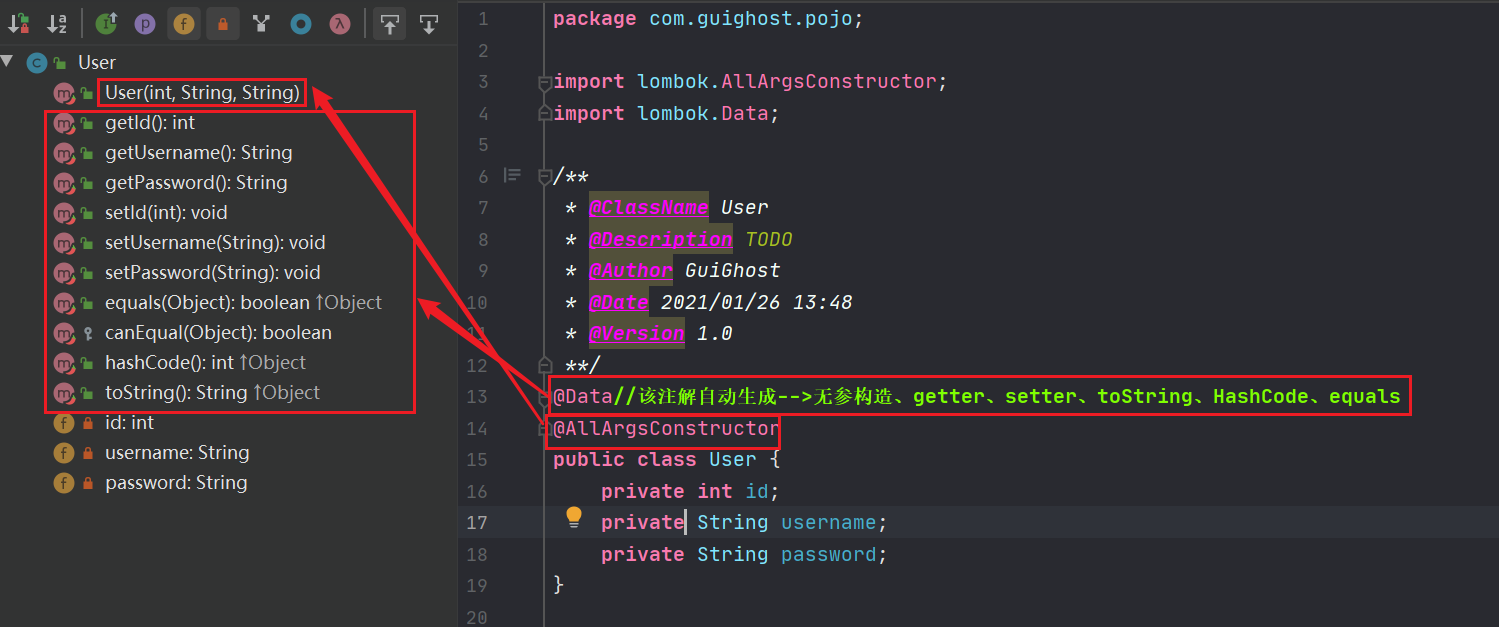 User
User(int, String, String)
getId(): int
getUsername(): String
getPassword(): String
setId(int): void
setUsername(String): void
setPassword(String): void
equals(Object): boolean ↑Object
canEqual(Object): boolean
hashCode(): int ↑Object
toString(): String ↑Object
id: int
username: String
password: String
1 package com.guighost.pojo;
2
3 import lombok.AllArgsConstructor;
4 import lombok.Data;
5
6 /**
7 * @ClassName User
8 * @Description TODO
9 * @Author GuiGhost
10 * @Date 2021/01/26 13:48
11 * @Version 1.0
12 **/
13 @Data//该注解自动生成-->无参构造、getter、setter、toString、HashCode、equals
14 @AllArgsConstructor
15 public class User {
16 private int id;
17 private String username;
18 private String password;
19 }
20